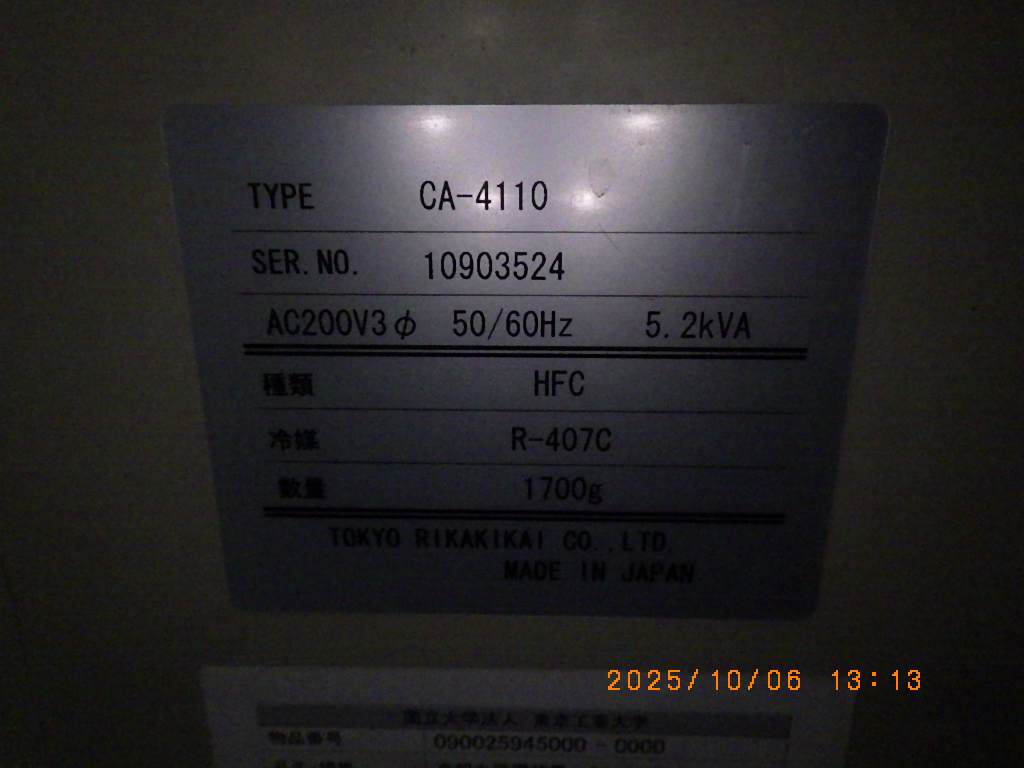 TYPE CA-4110
SER.NO. 10903524
AC200V3φ 50/60Hz 5.2kVA
種類 HFC
冷媒 R-407C
数量 1700g
TOKYO RIKAKIKAI CO.,LTD.
MADE IN JAPAN
2025/10/06 13:13
国立大学法人 東京工業大学
物品番号 090025945000-0000